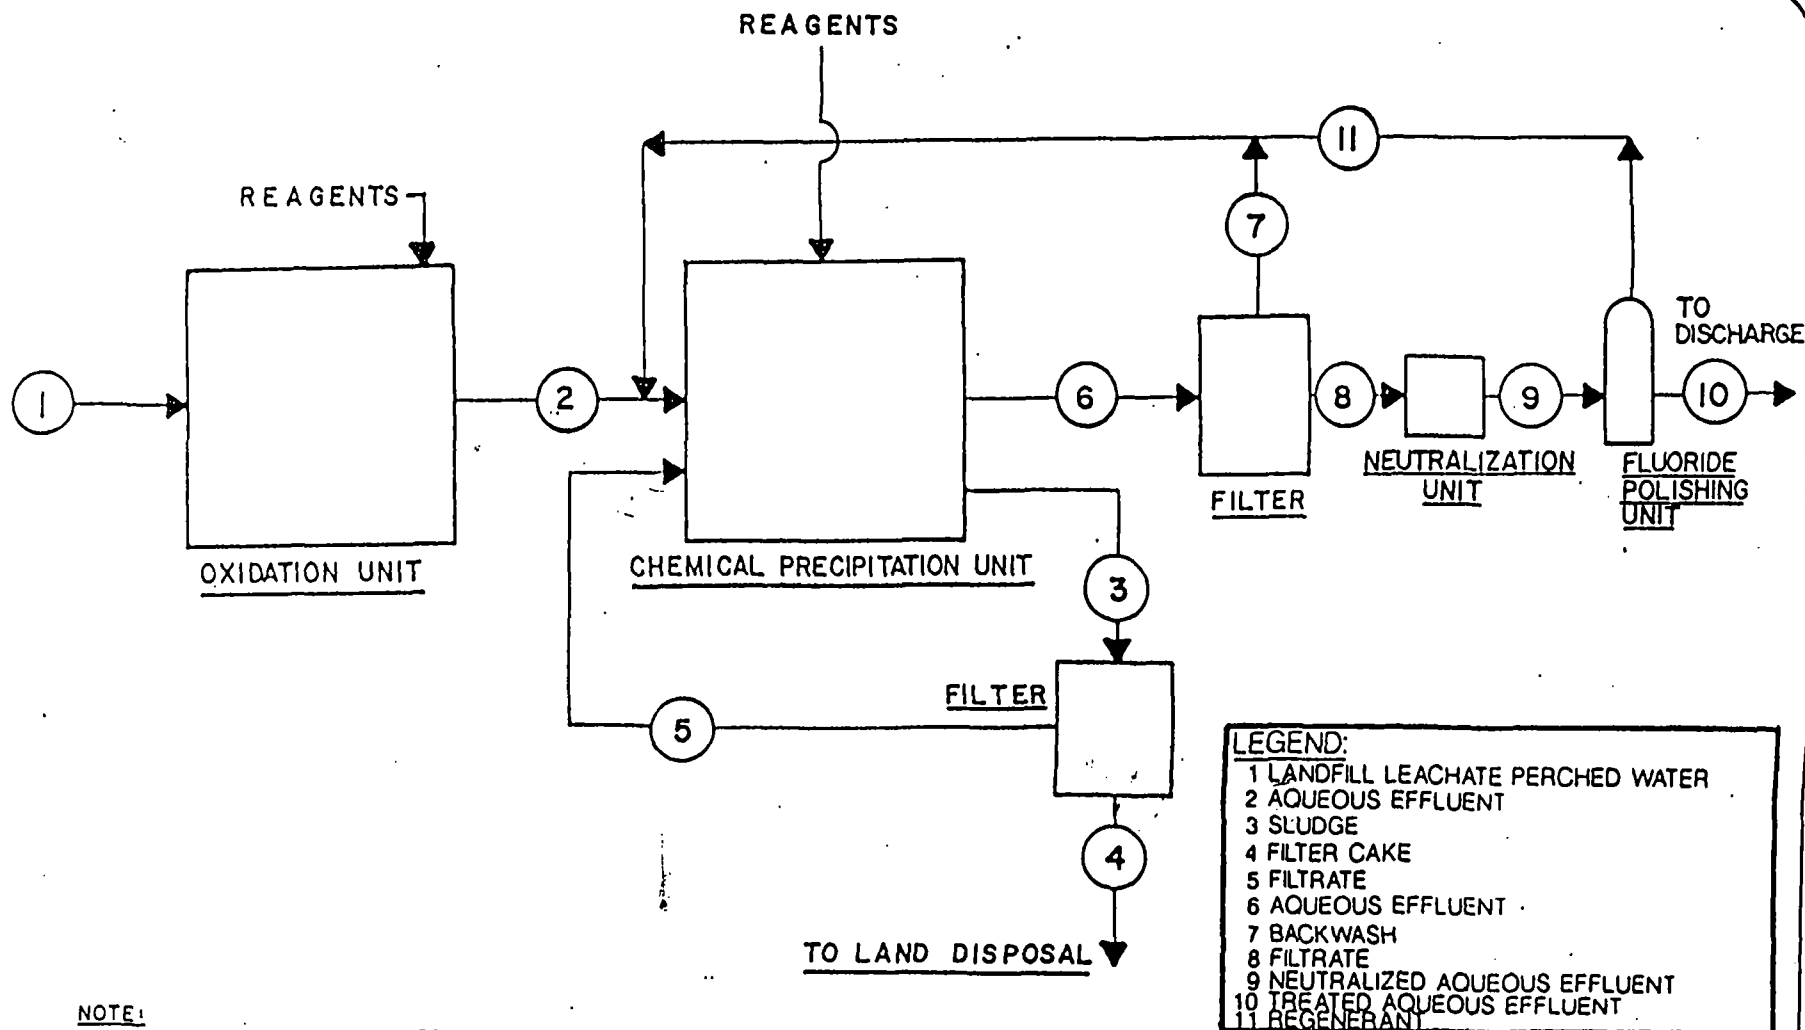 REAGENTS
REAGENTS
11
7
TO
DISCHARGE
1
2
6
8
9
10
OXIDATION UNIT
CHEMICAL PRECIPITATION UNIT
FILTER
NEUTRALIZATION
UNIT
FLUORIDE
POLISHING
UNIT
3
FILTER
5
4
TO LAND DISPOSAL
LEGEND:
1 LANDFILL LEACHATE PERCHED WATER
2 AQUEOUS EFFLUENT
3 SLUDGE
4 FILTER CAKE
5 FILTRATE
6 AQUEOUS EFFLUENT
7 BACKWASH
8 FILTRATE
9 NEUTRALIZED AQUEOUS EFFLUENT
10 TREATED AQUEOUS EFFLUENT
11 REGENERANT
NOTE: